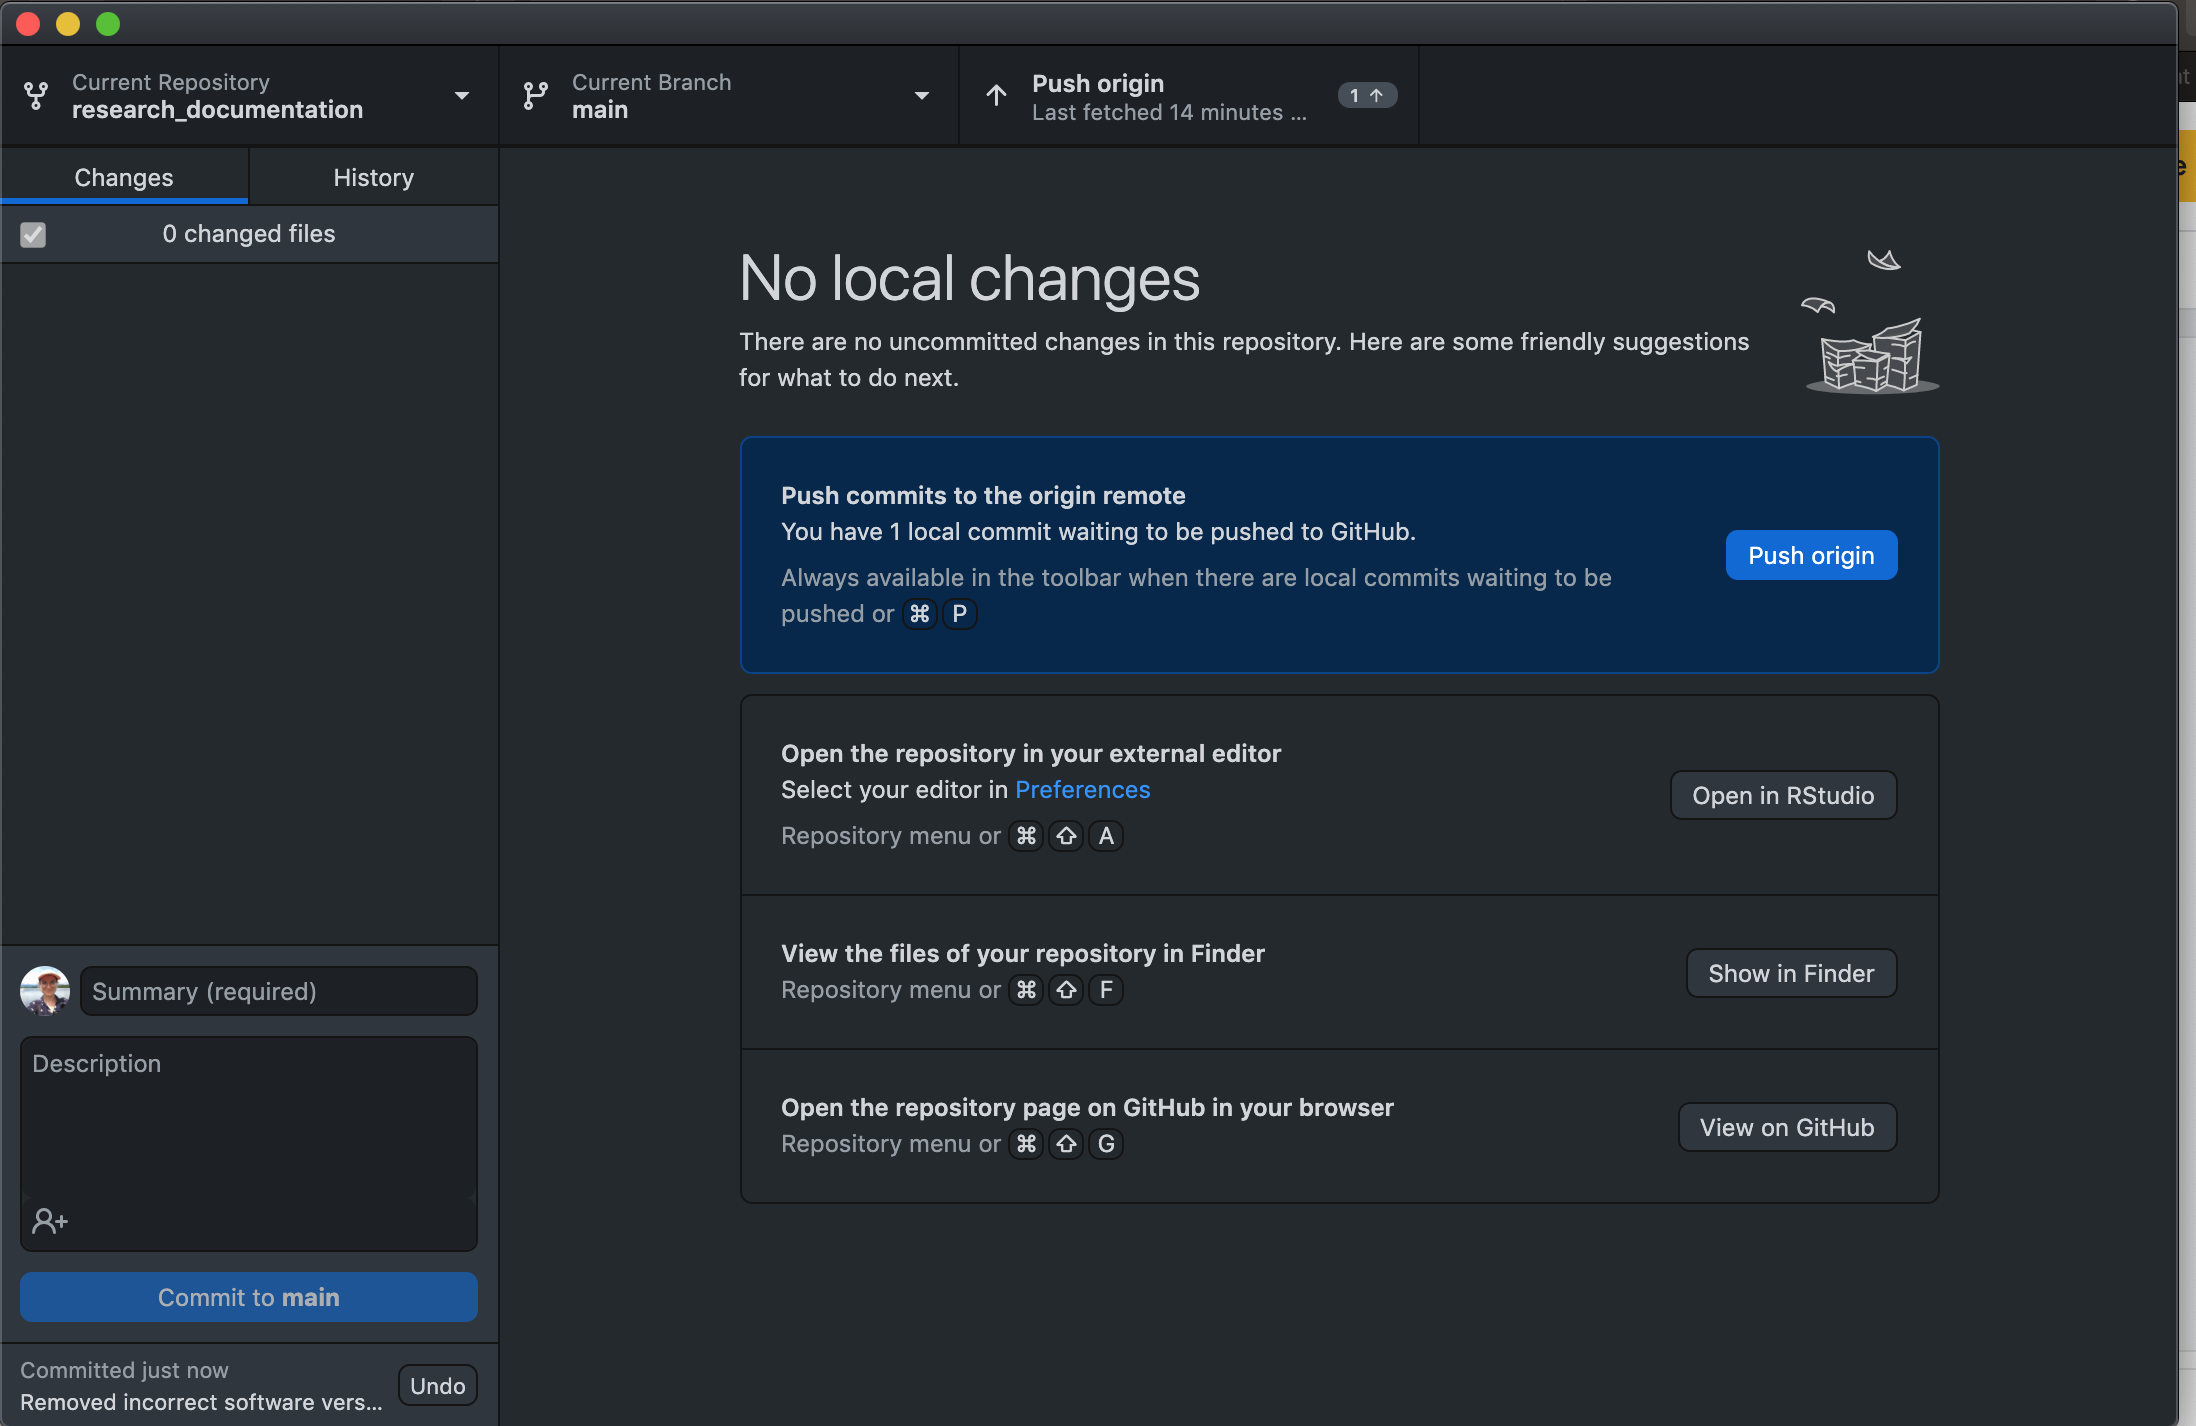 Current Repository
research_documentation
Current Branch
main
Push origin
Last fetched 14 minutes ...
1
Changes
History
0 changed files
No local changes
There are no uncommitted changes in this repository. Here are some friendly suggestions
for what to do next.
Push commits to the origin remote
You have 1 local commit waiting to be pushed to GitHub.
Always available in the toolbar when there are local commits waiting to be
pushed or ⌘ P
Push origin
Open the repository in your external editor
Select your editor in Preferences
Repository menu or ⌘ ⇧ A
Open in RStudio
View the files of your repository in Finder
Repository menu or ⌘ ⇧ F
Show in Finder
Open the repository page on GitHub in your browser
Repository menu or ⌘ ⇧ G
View on GitHub
Summary (required)
Description
Commit to main
Committed just now
Removed incorrect software vers...
Undo